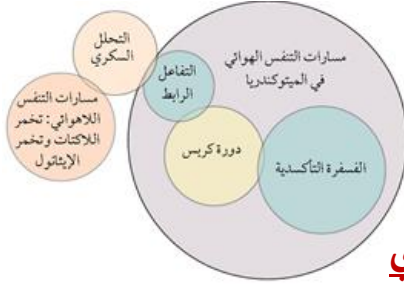 التحلل
السكري
مسارات التنفس الهوائي
في الميتوكندريا
التفاعل
الرابط
مسارات التنفس
اللاهوائي: تخمر
اللاكتات وتخمر
الإيثانول
دورة كربس
الفسفرة التأكسدية